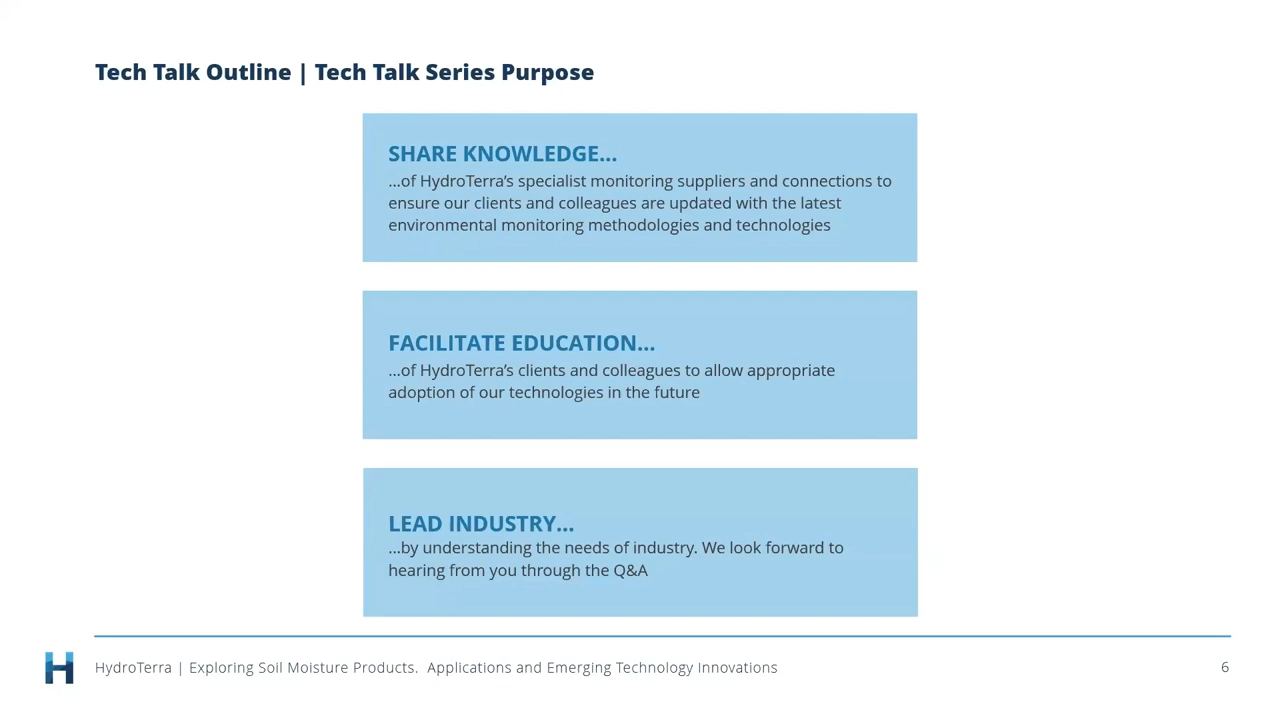 Tech Talk Outline | Tech Talk Series Purpose
SHARE KNOWLEDGE...
...of HydroTerra’s specialist monitoring suppliers and connections to
ensure our clients and colleagues are updated with the latest
environmental monitoring methodologies and technologies
FACILITATE EDUCATION...
...of HydroTerra’s clients and colleagues to allow appropriate
adoption of our technologies in the future
LEAD INDUSTRY...
...by understanding the needs of industry. We look forward to
hearing from you through the Q&A
HydroTerra | Exploring Soil Moisture Products.  Applications and Emerging Technology Innovations
6